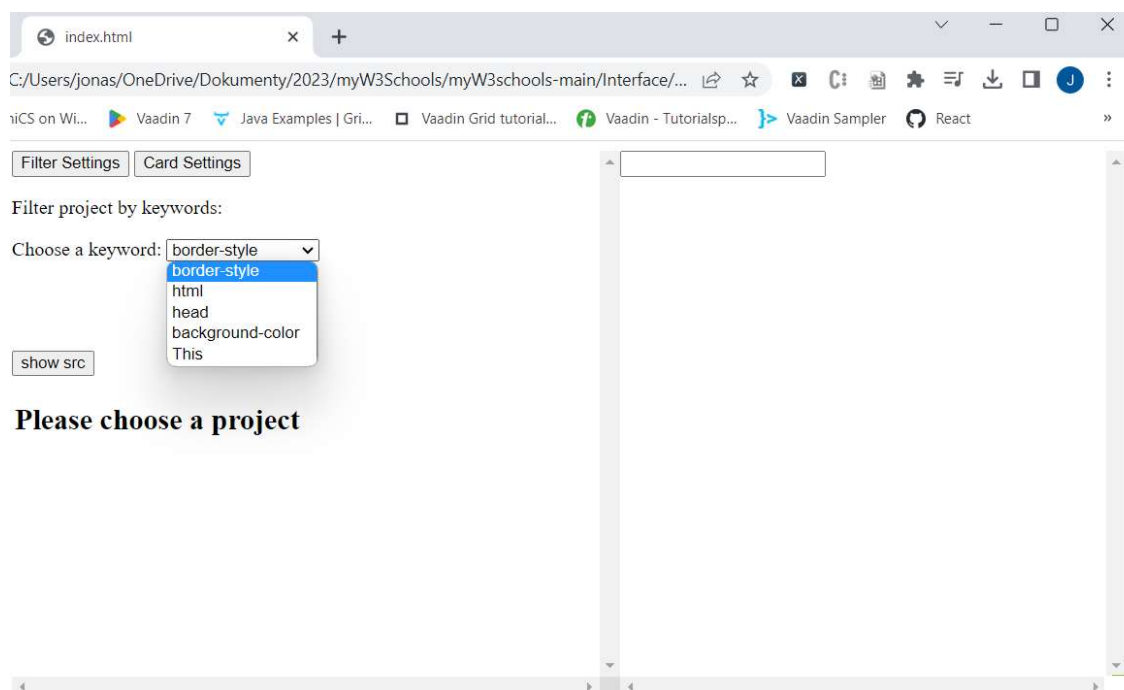 index.html
C:/Users/jonas/OneDrive/Dokumenty/2023/myW3Schools/myW3schools-main/Interface/...
J
niCS on Wi... Vaadin 7 Java Examples | Gri... Vaadin Grid tutorial... Vaadin - Tutorialsp... Vaadin Sampler React »
Filter Settings Card Settings
Filter project by keywords:
Choose a keyword: border-style
border-style
html
head
background-color
This
show src
Please choose a project